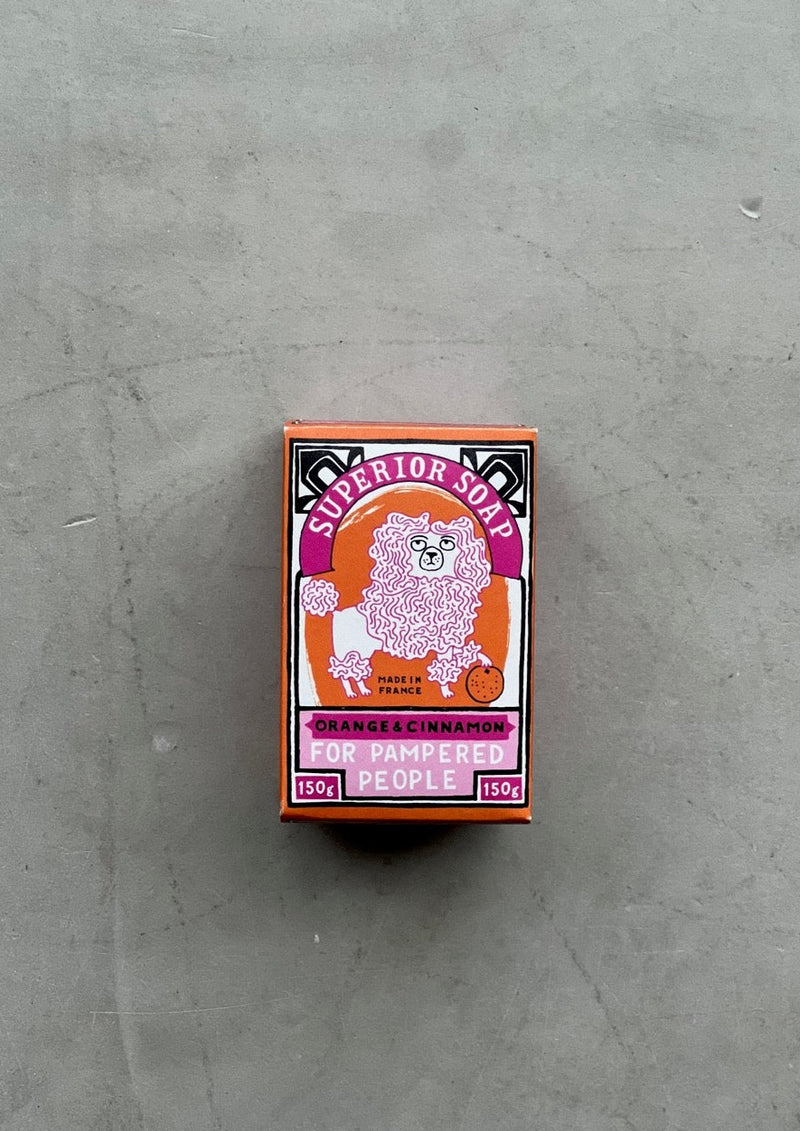 SUPERIOR SOAP
MADE IN
FRANCE
ORANGE & CINNAMON
FOR PAMPERED
PEOPLE
150g 150g